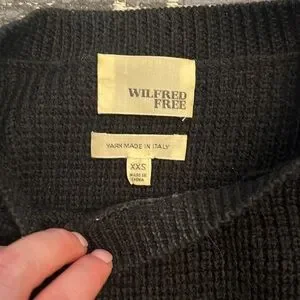 WILFRED
FREE
YARN MADE IN ITALY
XXS
MADE IN
CHINA